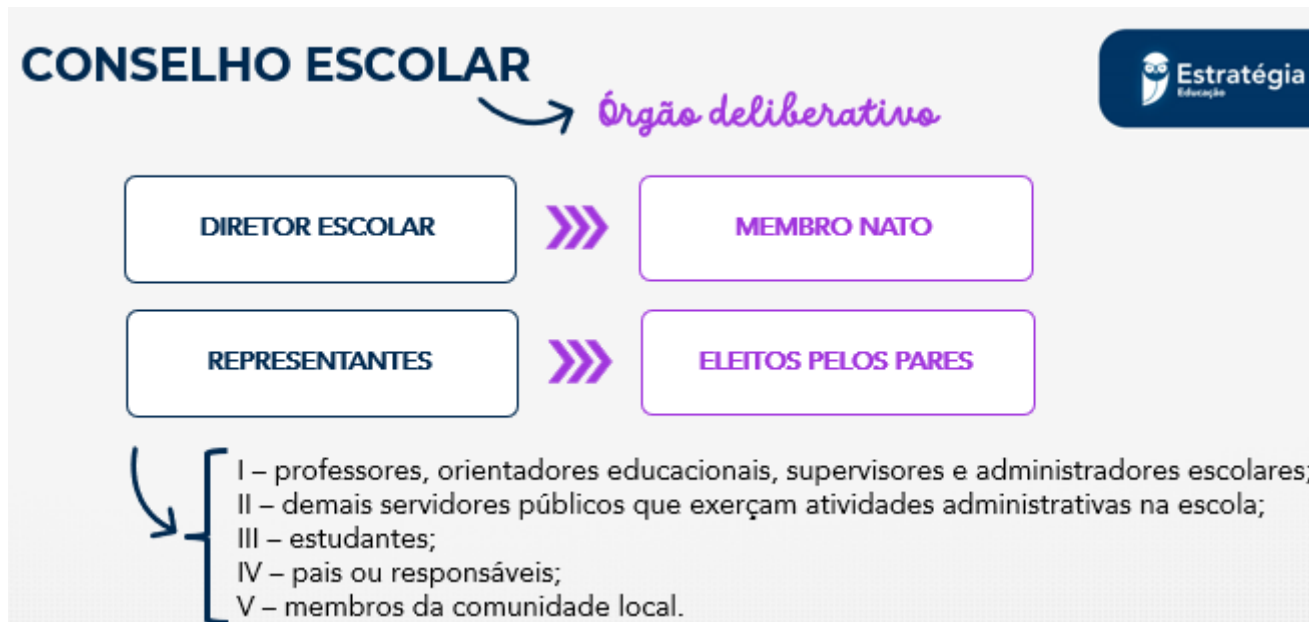 CONSELHO ESCOLAR
Órgão deliberativo
Estratégia
Educação
DIRETOR ESCOLAR
MEMBRO NATO
REPRESENTANTES
ELEITOS PELOS PARES
I – professores, orientadores educacionais, supervisores e administradores escolares;
II – demais servidores públicos que exerçam atividades administrativas na escola;
III – estudantes;
IV – pais ou responsáveis;
V – membros da comunidade local.